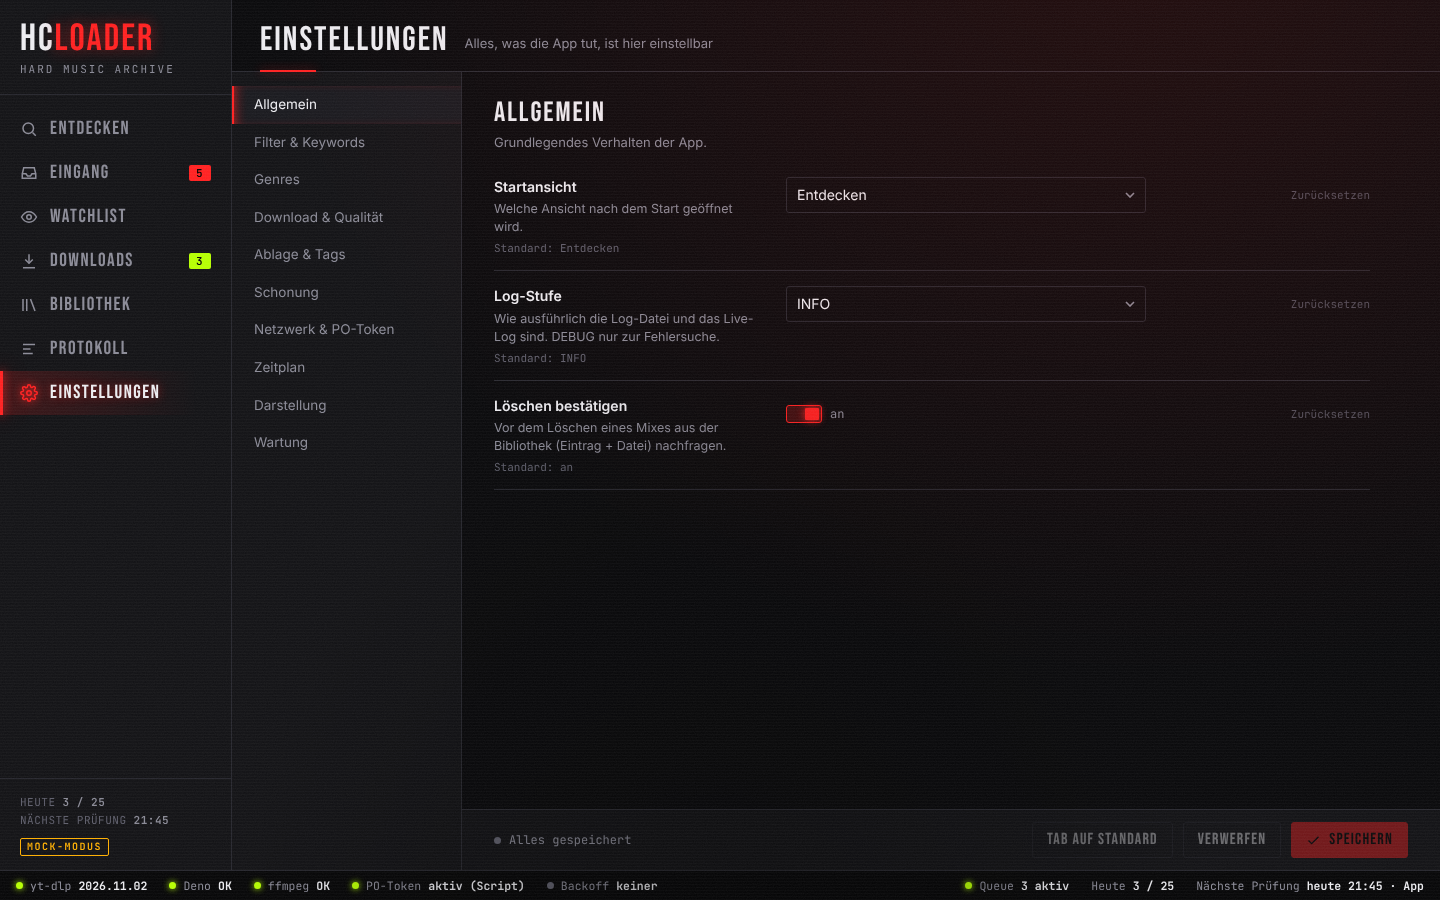 HCLOADER
HARD MUSIC ARCHIVE
ENTDECKEN
EINGANG 5
WATCHLIST
DOWNLOADS 3
BIBLIOTHEK
PROTOKOLL
EINSTELLUNGEN
HEUTE 3 / 25
NÄCHSTE PRÜFUNG 21:45
MOCK-MODUS
EINSTELLUNGEN Alles, was die App tut, ist hier einstellbar
Allgemein
Filter & Keywords
Genres
Download & Qualität
Ablage & Tags
Schonung
Netzwerk & PO-Token
Zeitplan
Darstellung
Wartung
ALLGEMEIN
Grundlegendes Verhalten der App.
Startansicht
Welche Ansicht nach dem Start geöffnet
wird.
Standard: Entdecken
Entdecken
Zurücksetzen
Log-Stufe
Wie ausführlich die Log-Datei und das Live-
Log sind. DEBUG nur zur Fehlersuche.
Standard: INFO
INFO
Zurücksetzen
Löschen bestätigen
Vor dem Löschen eines Mixes aus der
Bibliothek (Eintrag + Datei) nachfragen.
Standard: an
an
Zurücksetzen
Alles gespeichert
TAB AUF STANDARD
VERWERFEN
SPEICHERN
yt-dlp 2026.11.02 Deno OK ffmpeg OK PO-Token aktiv (Script) Backoff keiner Queue 3 aktiv Heute 3 / 25 Nächste Prüfung heute 21:45 · App